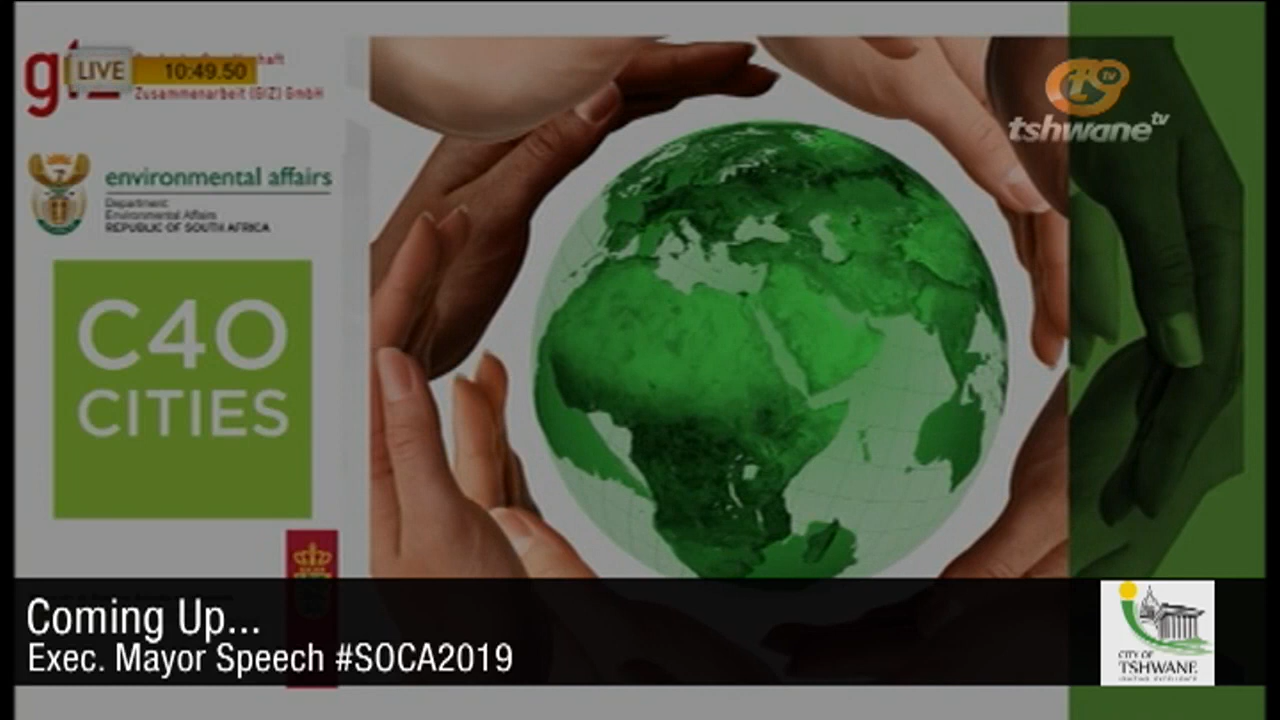 LIVE
10:49.50
haft
Zusammenarbeit (GIZ) GmbH
environmental affairs
Department:
Environmental Affairs
REPUBLIC OF SOUTH AFRICA
C40
CITIES
tshwane tv
Coming Up...
Exec. Mayor Speech #SOCA2019
CITY OF
TSHWANE